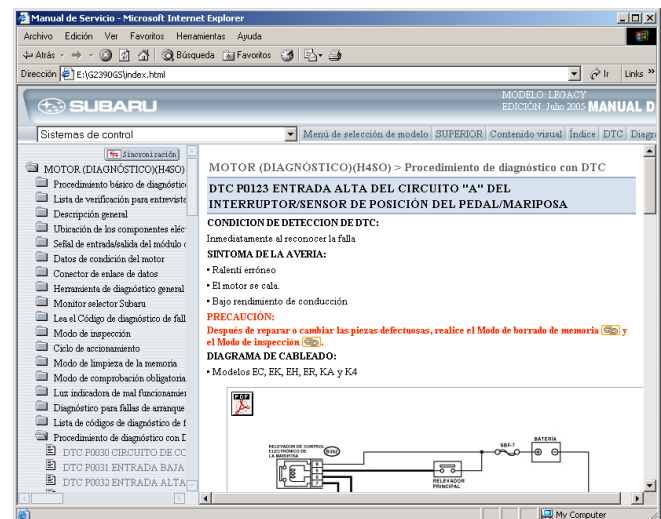 Manual de Servicio - Microsoft Internet Explorer
Archivo Edición Ver Favoritos Herramientas Ayuda
Atrás Búsqueda Favoritos
Dirección E:\G2390GS\index.html Ir Links »
SUBARU
MODELO: LEGACY
EDICIÓN: Julio 2005 MANUAL D
Sistemas de control Menú de selección de modelo SUPERIOR Contenido visual Índice DTC Diagr
Sincronización
MOTOR (DIAGNÓSTICO)(H4SO)
Procedimiento básico de diagnóstic
Lista de verificación para entrevista
Descripción general
Ubicación de los componentes eléc
Señal de entrada/salida del módulo
Datos de condición del motor
Conector de enlace de datos
Herramienta de diagnóstico general
Monitor selector Subaru
Lea el Código de diagnóstico de fall
Modo de inspección
Ciclo de accionamiento
Modo de limpieza de la memoria
Modo de comprobación obligatoria
Luz indicadora de mal funcionamie
Diagnóstico para fallas de arranque
Lista de códigos de diagnóstico de f
Procedimiento de diagnóstico con D
DTC P0030 CIRCUITO DE CC
DTC P0031 ENTRADA BAJA
DTC P0032 ENTRADA ALTA
MOTOR (DIAGNÓSTICO)(H4SO) > Procedimiento de diagnóstico con DTC
DTC P0123 ENTRADA ALTA DEL CIRCUITO "A" DEL
INTERRUPTOR/SENSOR DE POSICIÓN DEL PEDAL/MARIPOSA
CONDICION DE DETECCION DE DTC:
Inmediatamente al reconocer la falla
SINTOMA DE LA AVERIA:
• Ralentí erróneo
• El motor se cala.
• Bajo rendimiento de conducción
PRECAUCIÓN:
Después de reparar o cambiar las piezas defectuosas, realice el Modo de borrado de memoria y
el Modo de inspección .
DIAGRAMA DE CABLEADO:
• Modelos EC, EK, EH, ER, KA y K4
PDF
RELEVADOR DE CONTROL
ELECTRÓNICO DE
LA MARIPOSA
B362
SBF-7
BATERÍA
RELEVADOR
PRINCIPAL
My Computer